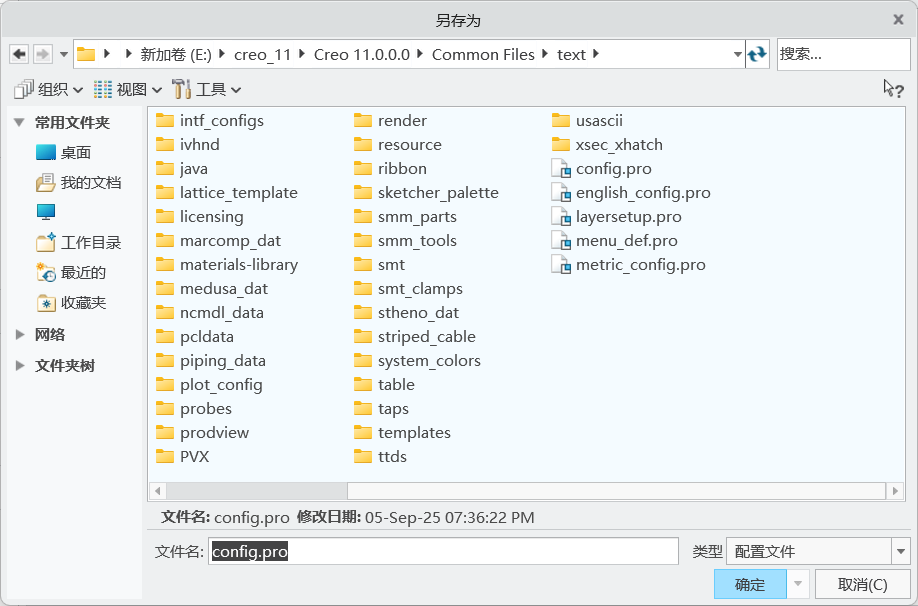 另存为
新加卷 (E:) creo_11 Creo 11.0.0.0 Common Files text
搜索...
组织 视图 工具
常用文件夹
桌面
我的文档
工作目录
最近的
收藏夹
网络
文件夹树
intf_configs
ivhnd
java
lattice_template
licensing
marcomp_dat
materials-library
medusa_dat
ncmdl_data
pcldata
piping_data
plot_config
probes
prodview
PVX
render
resource
ribbon
sketcher_palette
smm_parts
smm_tools
smt
smt_clamps
stheno_dat
striped_cable
system_colors
table
taps
templates
ttds
usascii
xsec_xhatch
config.pro
english_config.pro
layersetup.pro
menu_def.pro
metric_config.pro
文件名: config.pro 修改日期: 05-Sep-25 07:36:22 PM
文件名: config.pro 类型 配置文件
确定 取消(C)